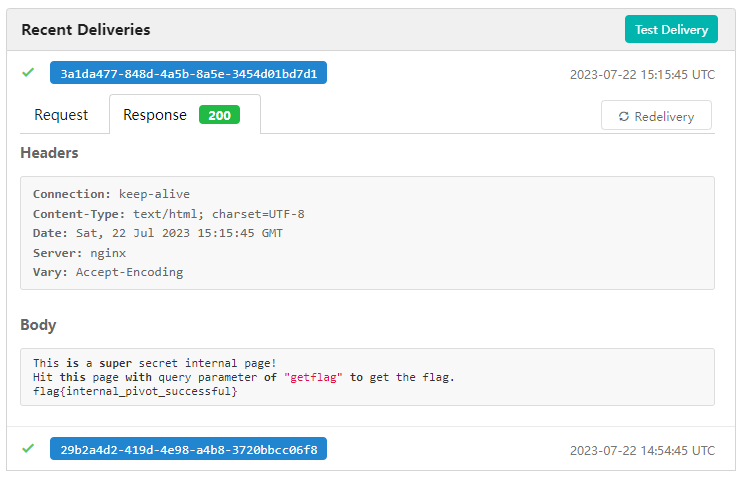 Recent Deliveries
Test Delivery
3a1da477-848d-4a5b-8a5e-3454d01bd7d1
2023-07-22 15:15:45 UTC
Request
Response 200
Redelivery
Headers
Connection: keep-alive
Content-Type: text/html; charset=UTF-8
Date: Sat, 22 Jul 2023 15:15:45 GMT
Server: nginx
Vary: Accept-Encoding
Body
This is a super secret internal page!
Hit this page with query parameter of "getflag" to get the flag.
flag{internal_pivot_successful}
29b2a4d2-419d-4e98-a4b8-3720bbcc06f8
2023-07-22 14:54:45 UTC